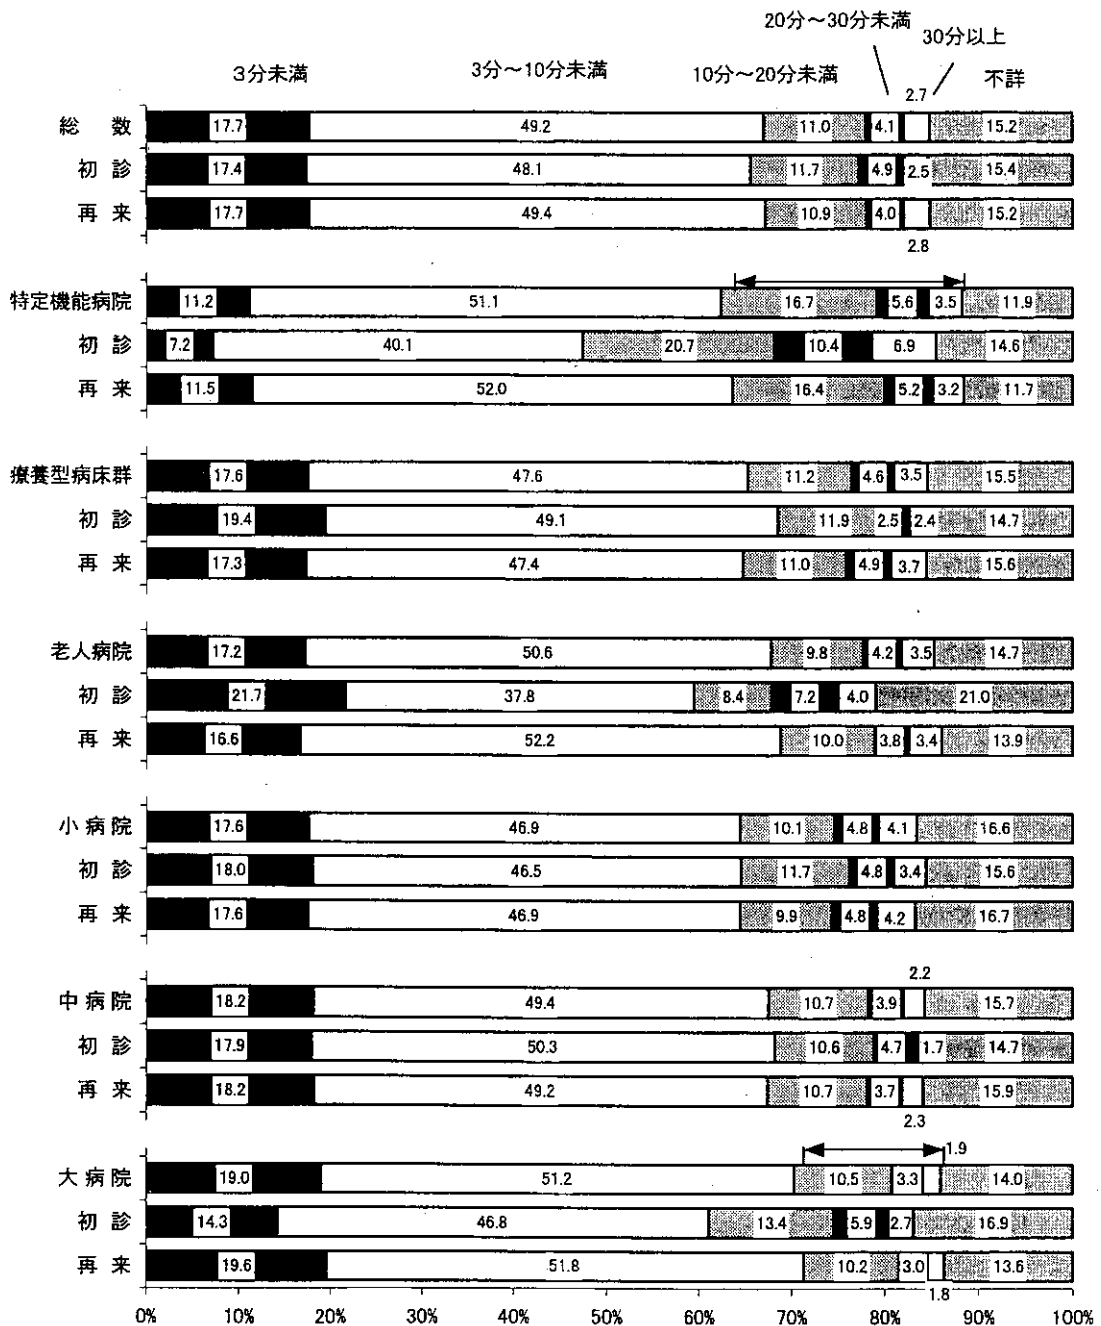 20分～30分未満
30分以上
3分未満
3分～10分未満
10分～20分未満
不詳
2.7
総 数 17.7 49.2 11.0 4.1 15.2
初 診 17.4 48.1 11.7 4.9 2.5 15.4
再 来 17.7 49.4 10.9 4.0 15.2
2.8
特定機能病院 11.2 51.1 16.7 5.6 3.5 11.9
初 診 7.2 40.1 20.7 10.4 6.9 14.6
再 来 11.5 52.0 16.4 5.2 3.2 11.7
療養型病床群 17.6 47.6 11.2 4.6 3.5 15.5
初 診 19.4 49.1 11.9 2.5 2.4 14.7
再 来 17.3 47.4 11.0 4.9 3.7 15.6
老人病院 17.2 50.6 9.8 4.2 3.5 14.7
初 診 21.7 37.8 8.4 7.2 4.0 21.0
再 来 16.6 52.2 10.0 3.8 3.4 13.9
小 病 院 17.6 46.9 10.1 4.8 4.1 16.6
初 診 18.0 46.5 11.7 4.8 3.4 15.6
再 来 17.6 46.9 9.9 4.8 4.2 16.7
2.2
中 病 院 18.2 49.4 10.7 3.9 15.7
初 診 17.9 50.3 10.6 4.7 1.7 14.7
再 来 18.2 49.2 10.7 3.7 15.9
2.3
1.9
大 病 院 19.0 51.2 10.5 3.3 14.0
初 診 14.3 46.8 13.4 5.9 2.7 16.9
再 来 19.6 51.8 10.2 3.0 13.6
1.8
0% 10% 20% 30% 40% 50% 60% 70% 80% 90% 100%